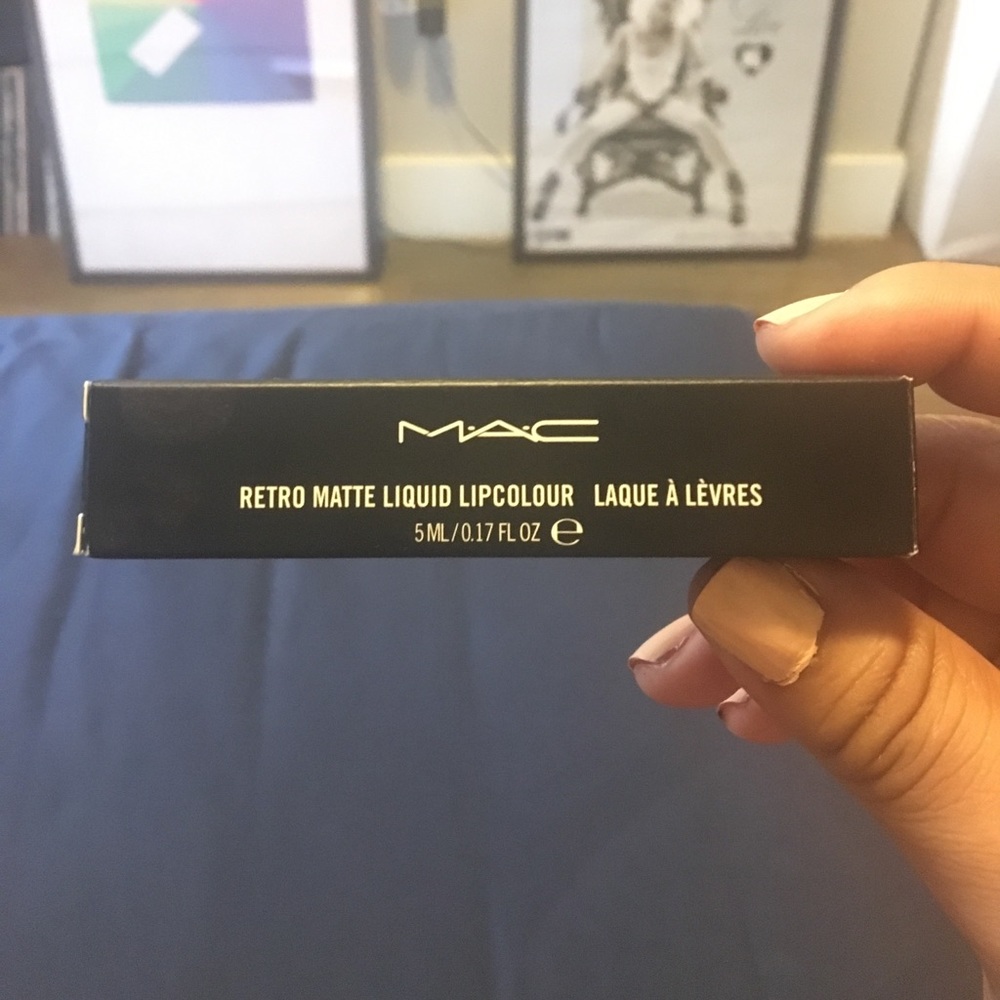 M·A·C
RETRO MATTE LIQUID LIPCOLOUR LAQUE À LÈVRES
5 ML / 0.17 FL OZ ℮